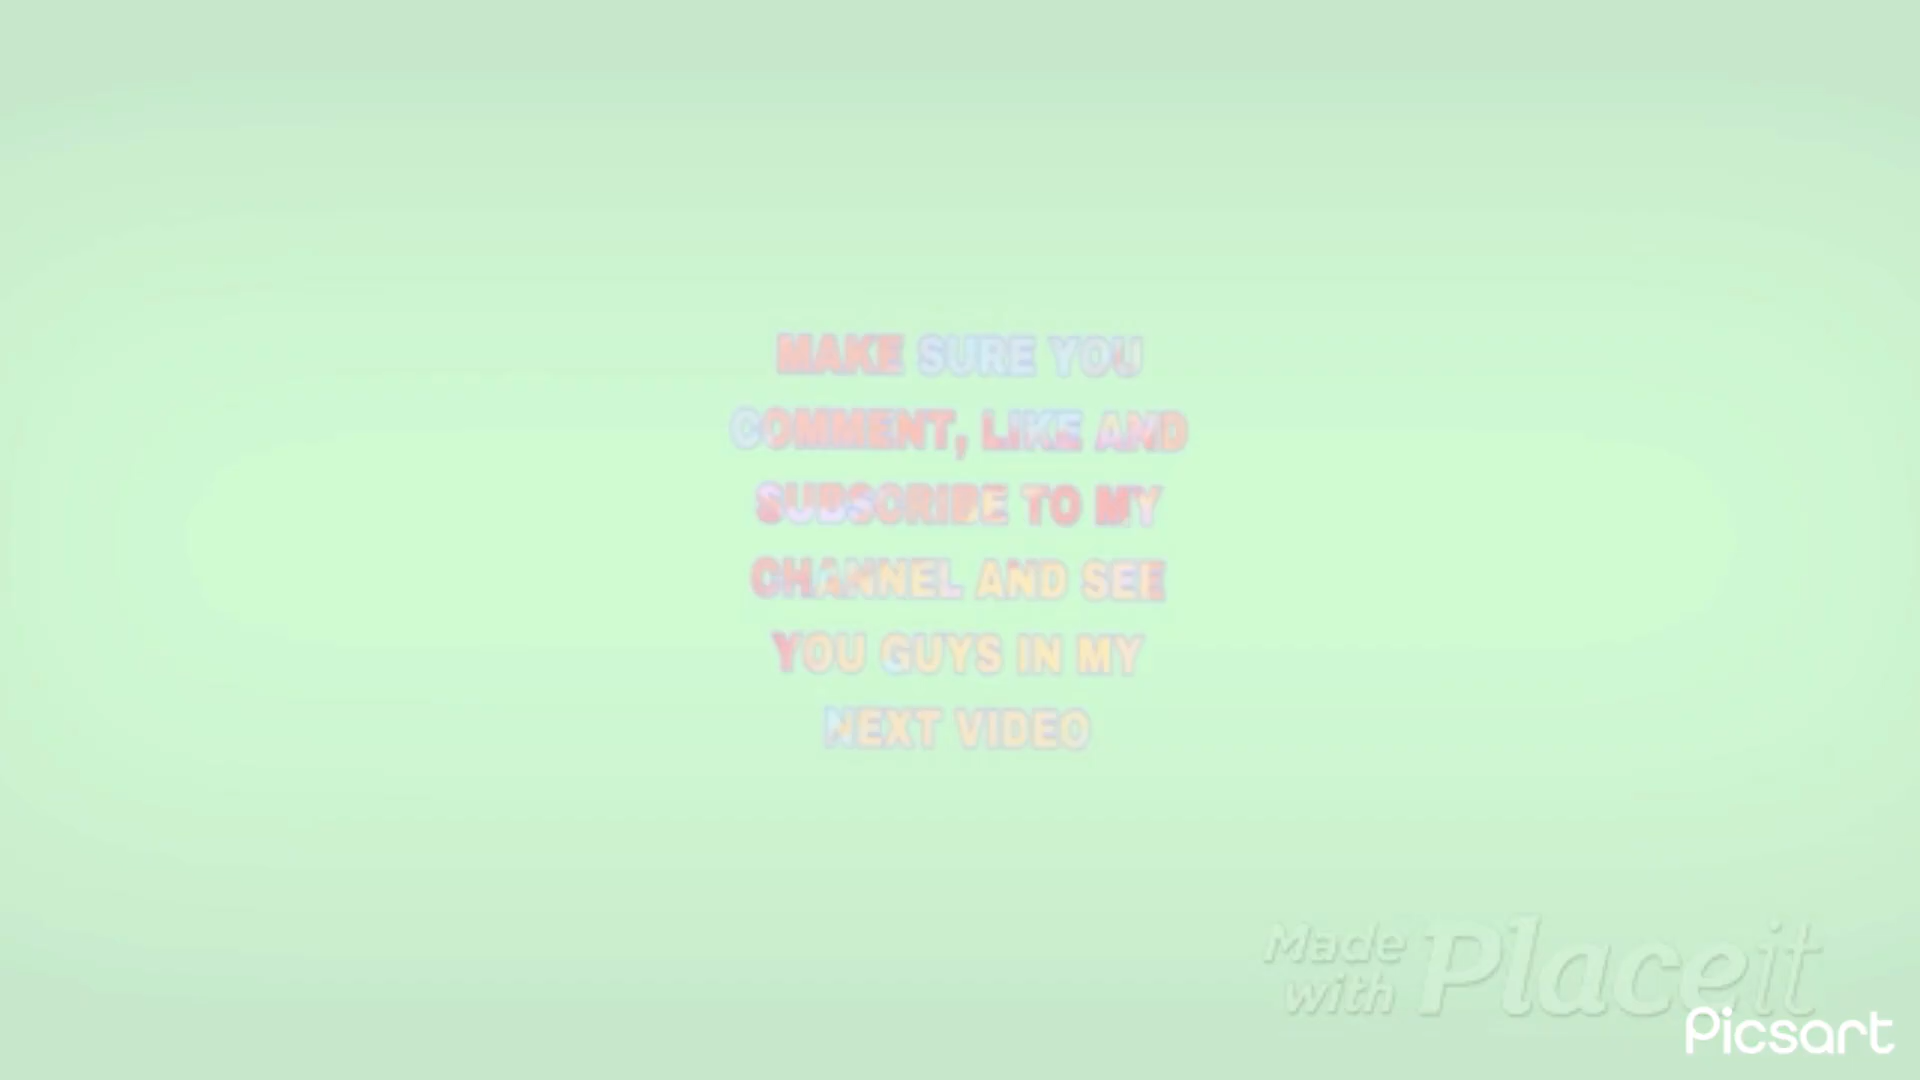 MAKE SURE YOU
COMMENT, LIKE AND
SUBSCRIBE TO MY
CHANNEL AND SEE
YOU GUYS IN MY
NEXT VIDEO
Made
with Placeit
Picsart